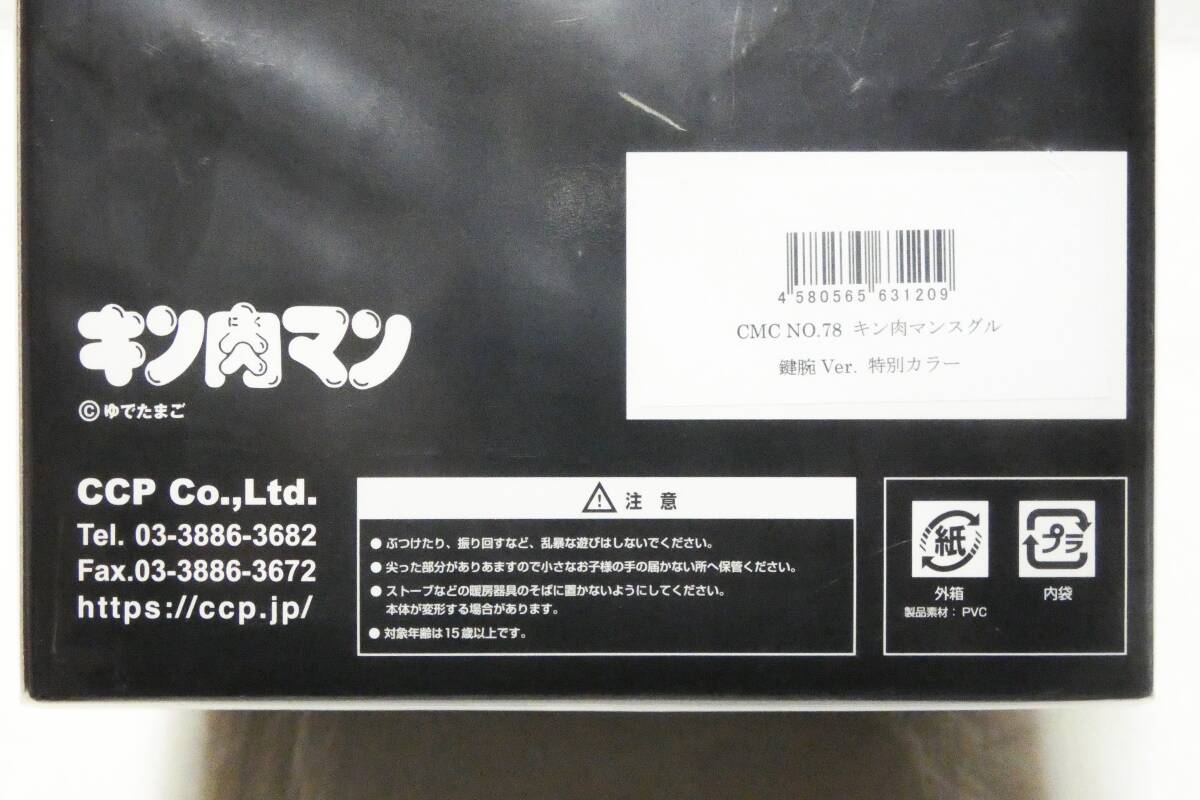 4 580565 631209
CMC NO.78 キン肉マンスグル
鍵腕 Ver. 特別カラー
キン肉マン
©ゆでたまご
CCP Co.,Ltd.
Tel. 03-3886-3682
Fax.03-3886-3672
https://ccp.jp/
注意
●ぶつけたり、振り回すなど、乱暴な遊びはしないでください。
●尖った部分がありあますので小さなお子様の手の届かない所へ保管ください。
●ストーブなどの暖房器具のそばに置かないようにしてください。
本体が変形する場合があります。
●対象年齢は15歳以上です。
紙
外箱
製品素材：PVC
プラ
内袋